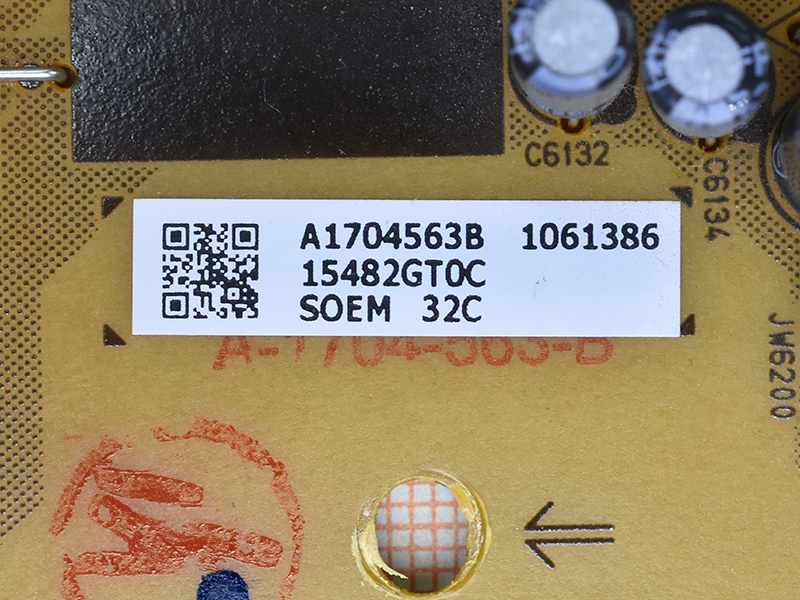 C6132
C6134
A1704563B 1061386
15482GT0C
SOEM 32C
A-1704-563-B
JW6200